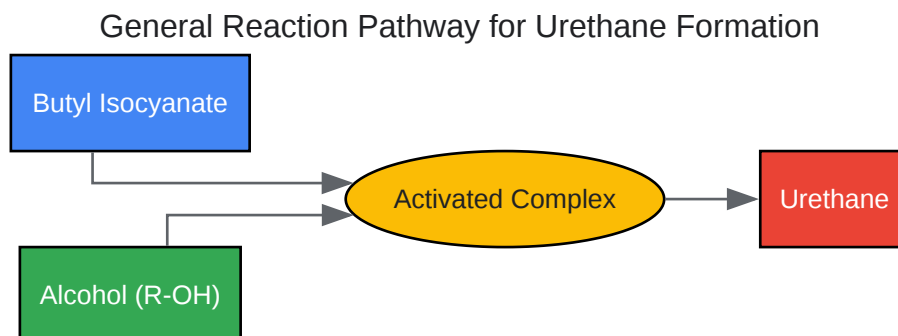 General Reaction Pathway for Urethane Formation
Butyl Isocyanate
Activated Complex
Urethane
Alcohol (R-OH)